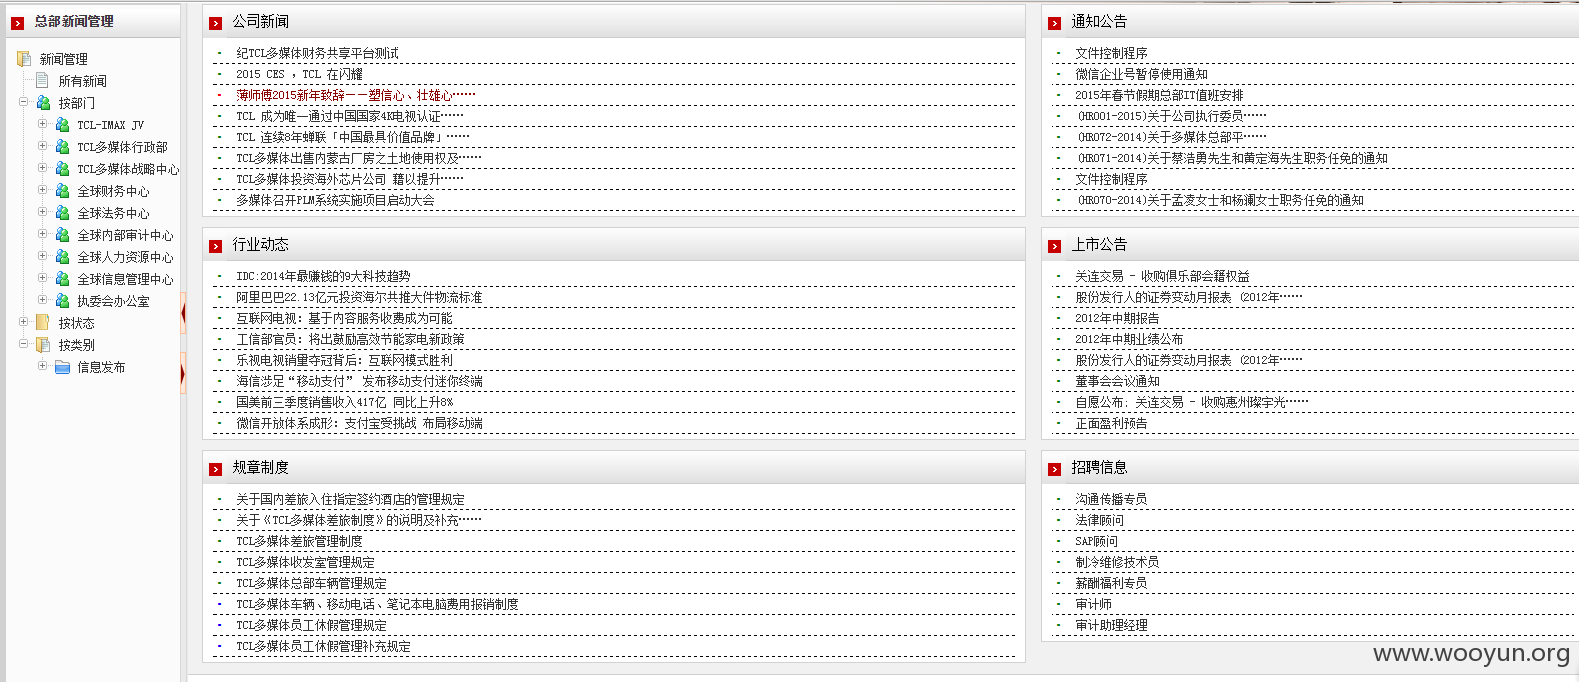 总部新闻管理
新闻管理
所有新闻
按部门
TCL-IMAX JV
TCL多媒体行政部
TCL多媒体战略中心
全球财务中心
全球法务中心
全球内部审计中心
全球人力资源中心
全球信息管理中心
执委会办公室
按状态
按类别
信息发布
公司新闻
纪TCL多媒体财务共享平台测试
2015 CES ，TCL 在闪耀
薄师傅2015新年致辞——塑信心、壮雄心……
TCL 成为唯一通过中国国家4K电视认证……
TCL 连续8年蝉联「中国最具价值品牌」……
TCL多媒体出售内蒙古厂房之土地使用权及……
TCL多媒体投资海外芯片公司 藉以提升……
多媒体召开PLM系统实施项目启动大会
通知公告
文件控制程序
微信企业号暂停使用通知
2015年春节假期总部IT值班安排
(HR001-2015)关于公司执行委员……
(HR072-2014)关于多媒体总部平……
(HR071-2014)关于蔡浩勇先生和黄定海先生职务任免的通知
文件控制程序
(HR070-2014)关于孟凌女士和杨澜女士职务任免的通知
行业动态
IDC:2014年最赚钱的9大科技趋势
阿里巴巴22.13亿元投资海尔共推大件物流标准
互联网电视：基于内容服务收费成为可能
工信部官员：将出鼓励高效节能家电新政策
乐视电视销量夺冠背后：互联网模式胜利
海信涉足“移动支付” 发布移动支付迷你终端
国美前三季度销售收入417亿 同比上升8%
微信开放体系成形：支付宝受挑战 布局移动端
上市公告
关连交易 - 收购俱乐部会籍权益
股份发行人的证券变动月报表 (2012年……
2012年中期报告
2012年中期业绩公布
股份发行人的证券变动月报表 (2012年……
董事会会议通知
自愿公布: 关连交易 - 收购惠州璨宇光……
正面盈利预告
规章制度
关于国内差旅入住指定签约酒店的管理规定
关于《TCL多媒体差旅制度》的说明及补充……
TCL多媒体差旅管理制度
TCL多媒体收发室管理规定
TCL多媒体总部车辆管理规定
TCL多媒体车辆、移动电话、笔记本电脑费用报销制度
TCL多媒体员工休假管理规定
TCL多媒体员工休假管理补充规定
招聘信息
沟通传播专员
法律顾问
SAP顾问
制冷维修技术员
薪酬福利专员
审计师
审计助理经理
www.wooyun.org